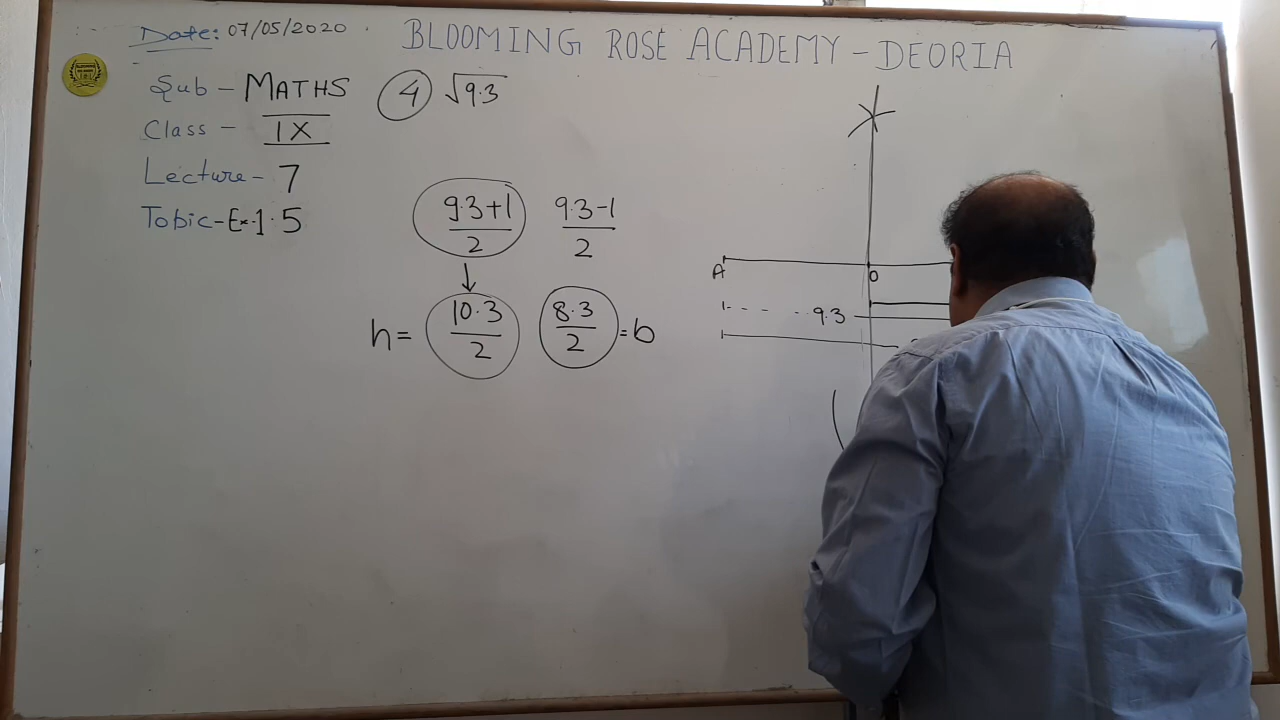 Date: 07/05/2020
BLOOMING ROSE ACADEMY - DEORIA
Sub - MATHS
④ √9.3
Class - IX
Lecture - 7
Tobic - Ex.1.5
9.3+1/2 9.3-1/2
h = 10.3/2 8.3/2 = b
A O
9.3